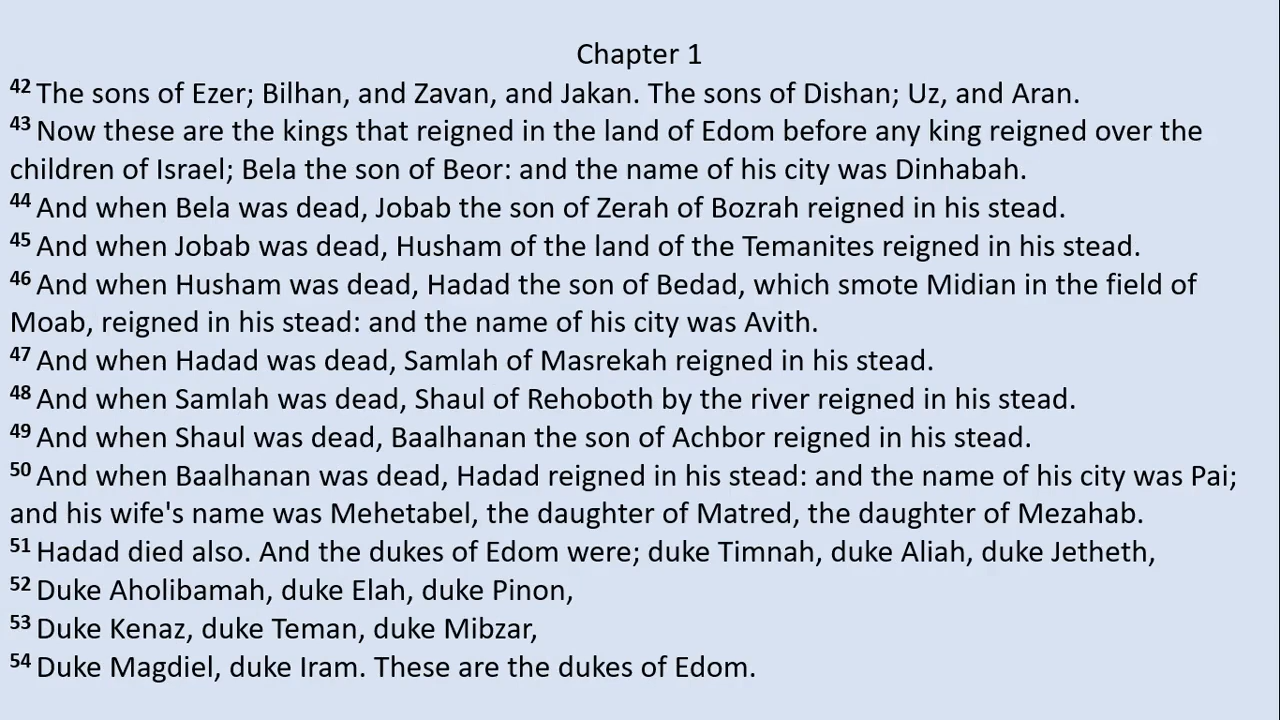 Chapter 1
42 The sons of Ezer; Bilhan, and Zavan, and Jakan. The sons of Dishan; Uz, and Aran.
43 Now these are the kings that reigned in the land of Edom before any king reigned over the
children of Israel; Bela the son of Beor: and the name of his city was Dinhabah.
44 And when Bela was dead, Jobab the son of Zerah of Bozrah reigned in his stead.
45 And when Jobab was dead, Husham of the land of the Temanites reigned in his stead.
46 And when Husham was dead, Hadad the son of Bedad, which smote Midian in the field of
Moab, reigned in his stead: and the name of his city was Avith.
47 And when Hadad was dead, Samlah of Masrekah reigned in his stead.
48 And when Samlah was dead, Shaul of Rehoboth by the river reigned in his stead.
49 And when Shaul was dead, Baalhanan the son of Achbor reigned in his stead.
50 And when Baalhanan was dead, Hadad reigned in his stead: and the name of his city was Pai;
and his wife's name was Mehetabel, the daughter of Matred, the daughter of Mezahab.
51 Hadad died also. And the dukes of Edom were; duke Timnah, duke Aliah, duke Jetheth,
52 Duke Aholibamah, duke Elah, duke Pinon,
53 Duke Kenaz, duke Teman, duke Mibzar,
54 Duke Magdiel, duke Iram. These are the dukes of Edom.